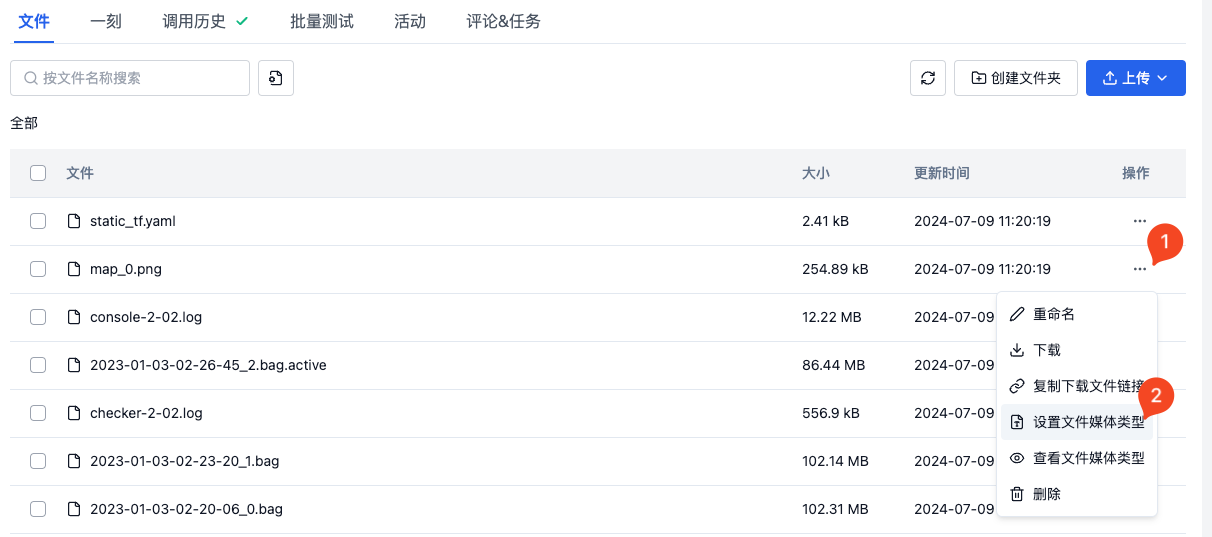 文件 一刻 调用历史 批量测试 活动 评论&任务
按文件名称搜索 创建文件夹 上传
全部
文件 大小 更新时间 操作
static_tf.yaml 2.41 kB 2024-07-09 11:20:19
1
map_0.png 254.89 kB 2024-07-09 11:20:19
console-2-02.log 12.22 MB 2024-07-09
重命名
下载
2023-01-03-02-26-45_2.bag.active 86.44 MB 2024-07-09
复制下载文件链接
2
checker-2-02.log 556.9 kB 2024-07-09
设置文件媒体类型
2023-01-03-02-23-20_1.bag 102.14 MB 2024-07-09
查看文件媒体类型
删除
2023-01-03-02-20-06_0.bag 102.31 MB 2024-07-09